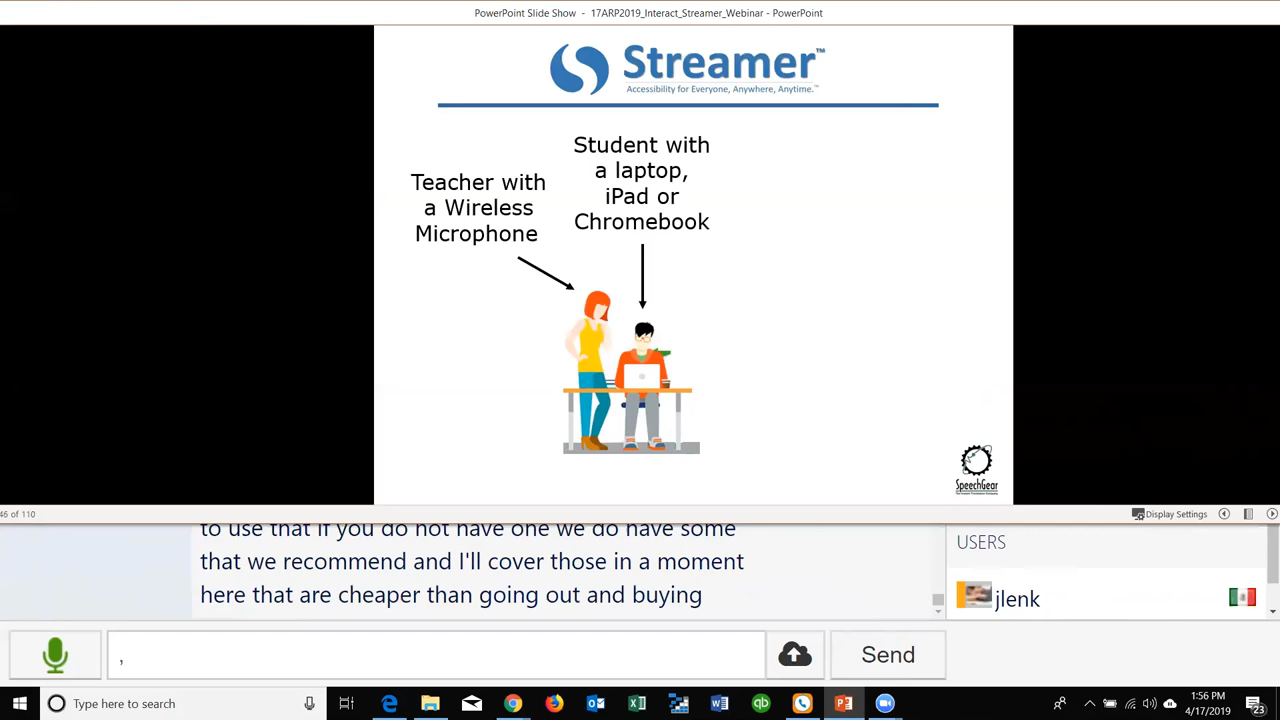 PowerPoint Slide Show - 17ARP2019_Interact_Streamer_Webinar - PowerPoint
Streamer™
Accessibility for Everyone, Anywhere, Anytime.™
Student with
a laptop,
iPad or
Chromebook
Teacher with
a Wireless
Microphone
SpeechGear
46 of 110
Display Settings
to use that if you do not have one we do have some
that we recommend and I'll cover those in a moment
here that are cheaper than going out and buying
USERS
jlenk
,
Send
Type here to search
1:56 PM
4/17/2019
23